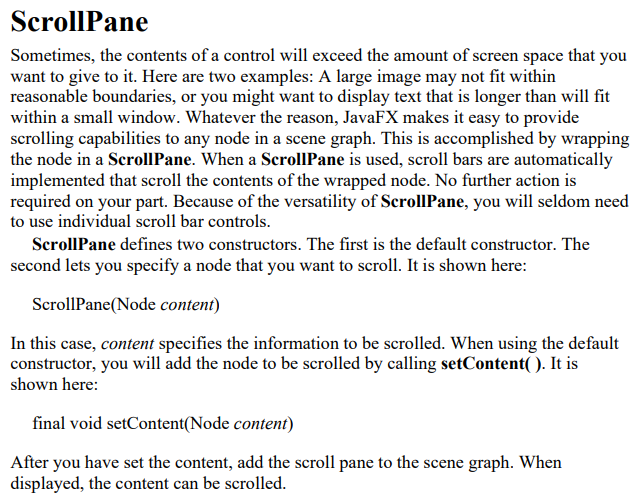 ScrollPane
Sometimes, the contents of a control will exceed the amount of screen space that you
want to give to it. Here are two examples: A large image may not fit within
reasonable boundaries, or you might want to display text that is longer than will fit
within a small window. Whatever the reason, JavaFX makes it easy to provide
scrolling capabilities to any node in a scene graph. This is accomplished by wrapping
the node in a ScrollPane. When a ScrollPane is used, scroll bars are automatically
implemented that scroll the contents of the wrapped node. No further action is
required on your part. Because of the versatility of ScrollPane, you will seldom need
to use individual scroll bar controls.
ScrollPane defines two constructors. The first is the default constructor. The
second lets you specify a node that you want to scroll. It is shown here:
ScrollPane(Node content)
In this case, content specifies the information to be scrolled. When using the default
constructor, you will add the node to be scrolled by calling setContent( ). It is
shown here:
final void setContent(Node content)
After you have set the content, add the scroll pane to the scene graph. When
displayed, the content can be scrolled.